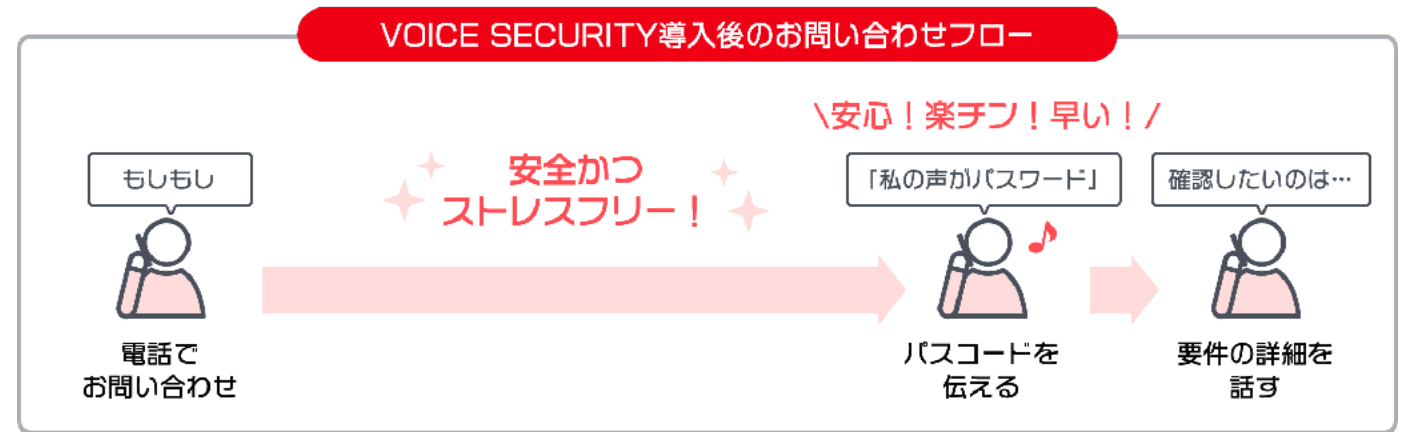 VOICE SECURITY導入後のお問い合わせフロー
\安心！楽チン！早い！/
もしもし
安全かつ
ストレスフリー！
「私の声がパスワード」
確認したいのは…
電話で
お問い合わせ
パスコードを
伝える
要件の詳細を
話す